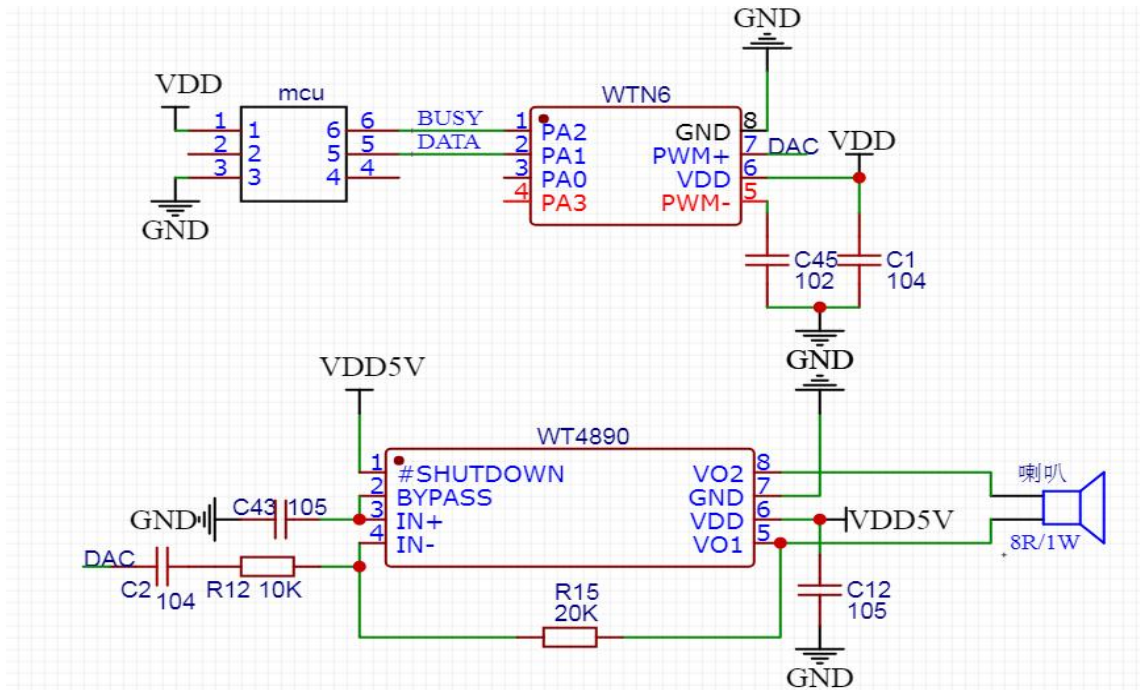 GND
VDD
mcu
WTN6
1 1 6 6 BUSY 1 PA2 GND 8
2 2 5 5 DATA 2 PA1 PWM+ 7 DAC VDD
3 3 4 4 3 PA0 VDD 6
4 PA3 PWM- 5
GND
C45 C1
102 104
GND
VDD5V
WT4890
1 #SHUTDOWN VO2 8 喇叭
2 BYPASS GND 7
GND C43 105 3 IN+ VDD 6 VDD5V
4 IN- VO1 5 8R/1W
DAC
C2 104 R12 10K
R15
20K
C12
105
GND